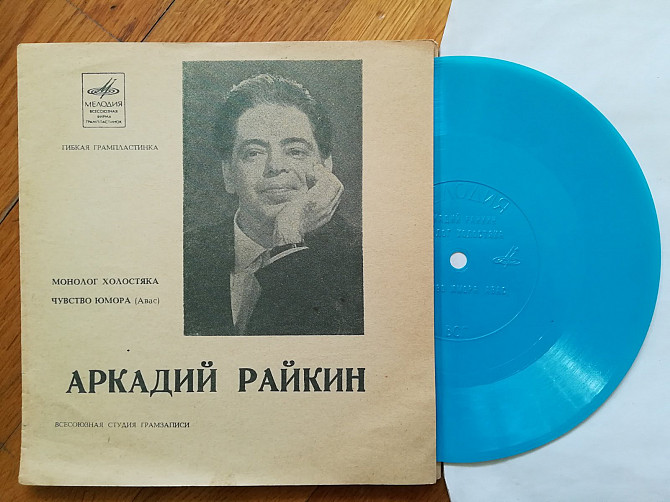 МЕЛОДИЯ
ВСЕСОЮЗНАЯ
ФИРМА
ГРАМПЛАСТИНОК
ГИБКАЯ ГРАМПЛАСТИНКА
МОНОЛОГ ХОЛОСТЯКА
ЧУВСТВО ЮМОРА (Авас)
АРКАДИЙ РАЙКИН
ВСЕСОЮЗНАЯ СТУДИЯ ГРАМЗАПИСИ